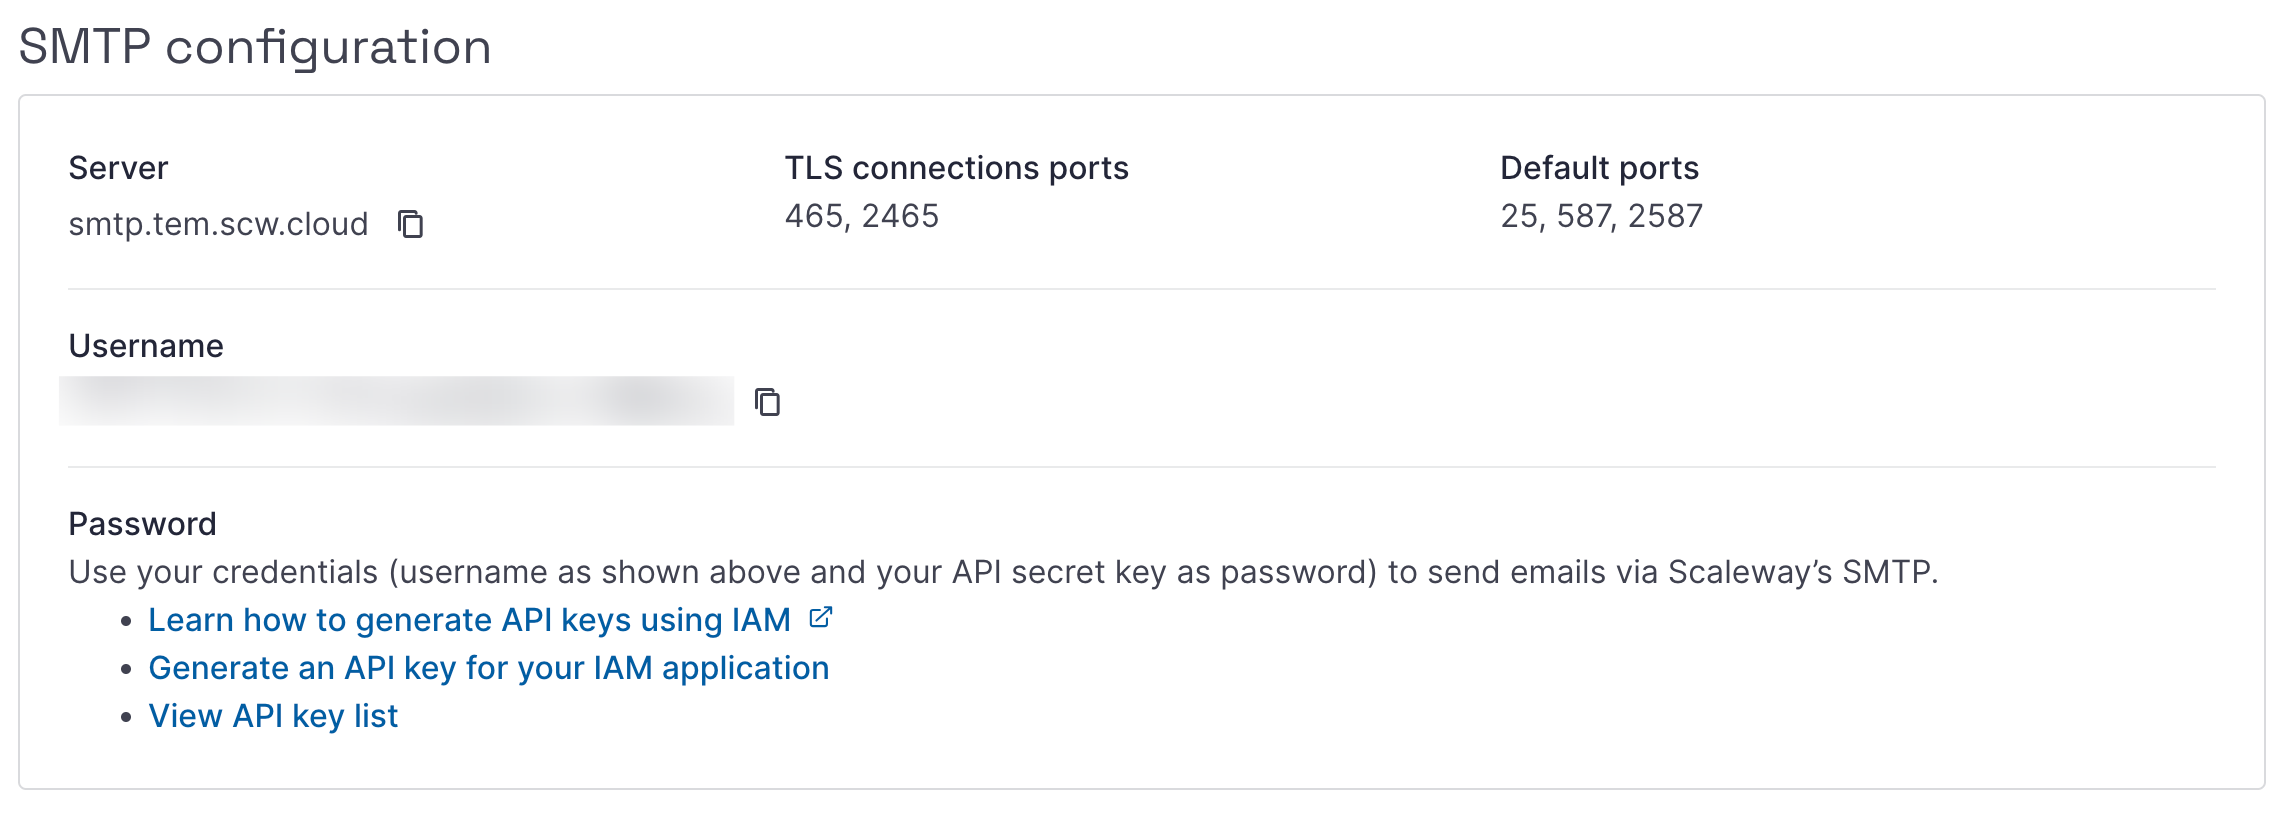 SMTP configuration
Server
smtp.tem.scw.cloud
TLS connections ports
465, 2465
Default ports
25, 587, 2587
Username
Password
Use your credentials (username as shown above and your API secret key as password) to send emails via Scaleway’s SMTP.
• Learn how to generate API keys using IAM
• Generate an API key for your IAM application
• View API key list